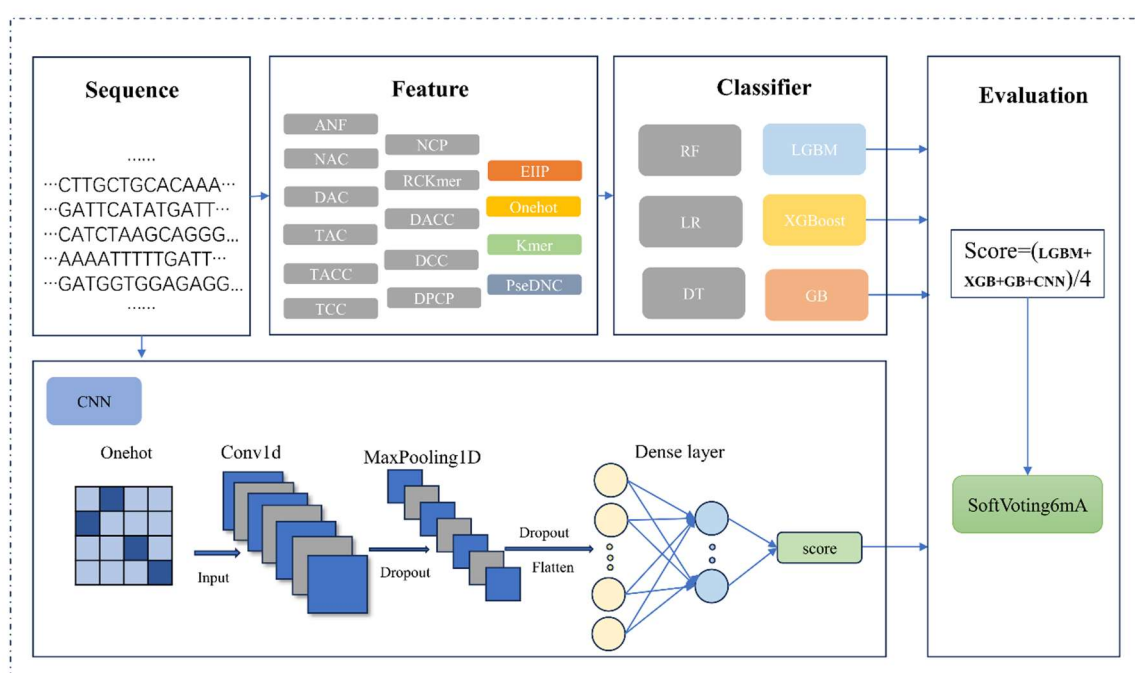 Sequence
……
···CTTGCTGCACAAA···
···GATTCATATGATT···
···CATCTAAGCAGGG...
···AAAATTTTTGATT···
···GATGGTGGAGAGG...
……
Feature
ANF
NAC
DAC
TAC
TACC
TCC
NCP
RCKmer
DACC
DCC
DPCP
EIIP
Onehot
Kmer
PseDNC
Classifier
RF
LGBM
LR
XGBoost
DT
GB
Evaluation
Score=(LGBM+
XGB+GB+CNN)/4
SoftVoting6mA
CNN
Onehot
Input
Conv1d
Dropout
MaxPooling1D
Dropout
Flatten
Dense layer
score